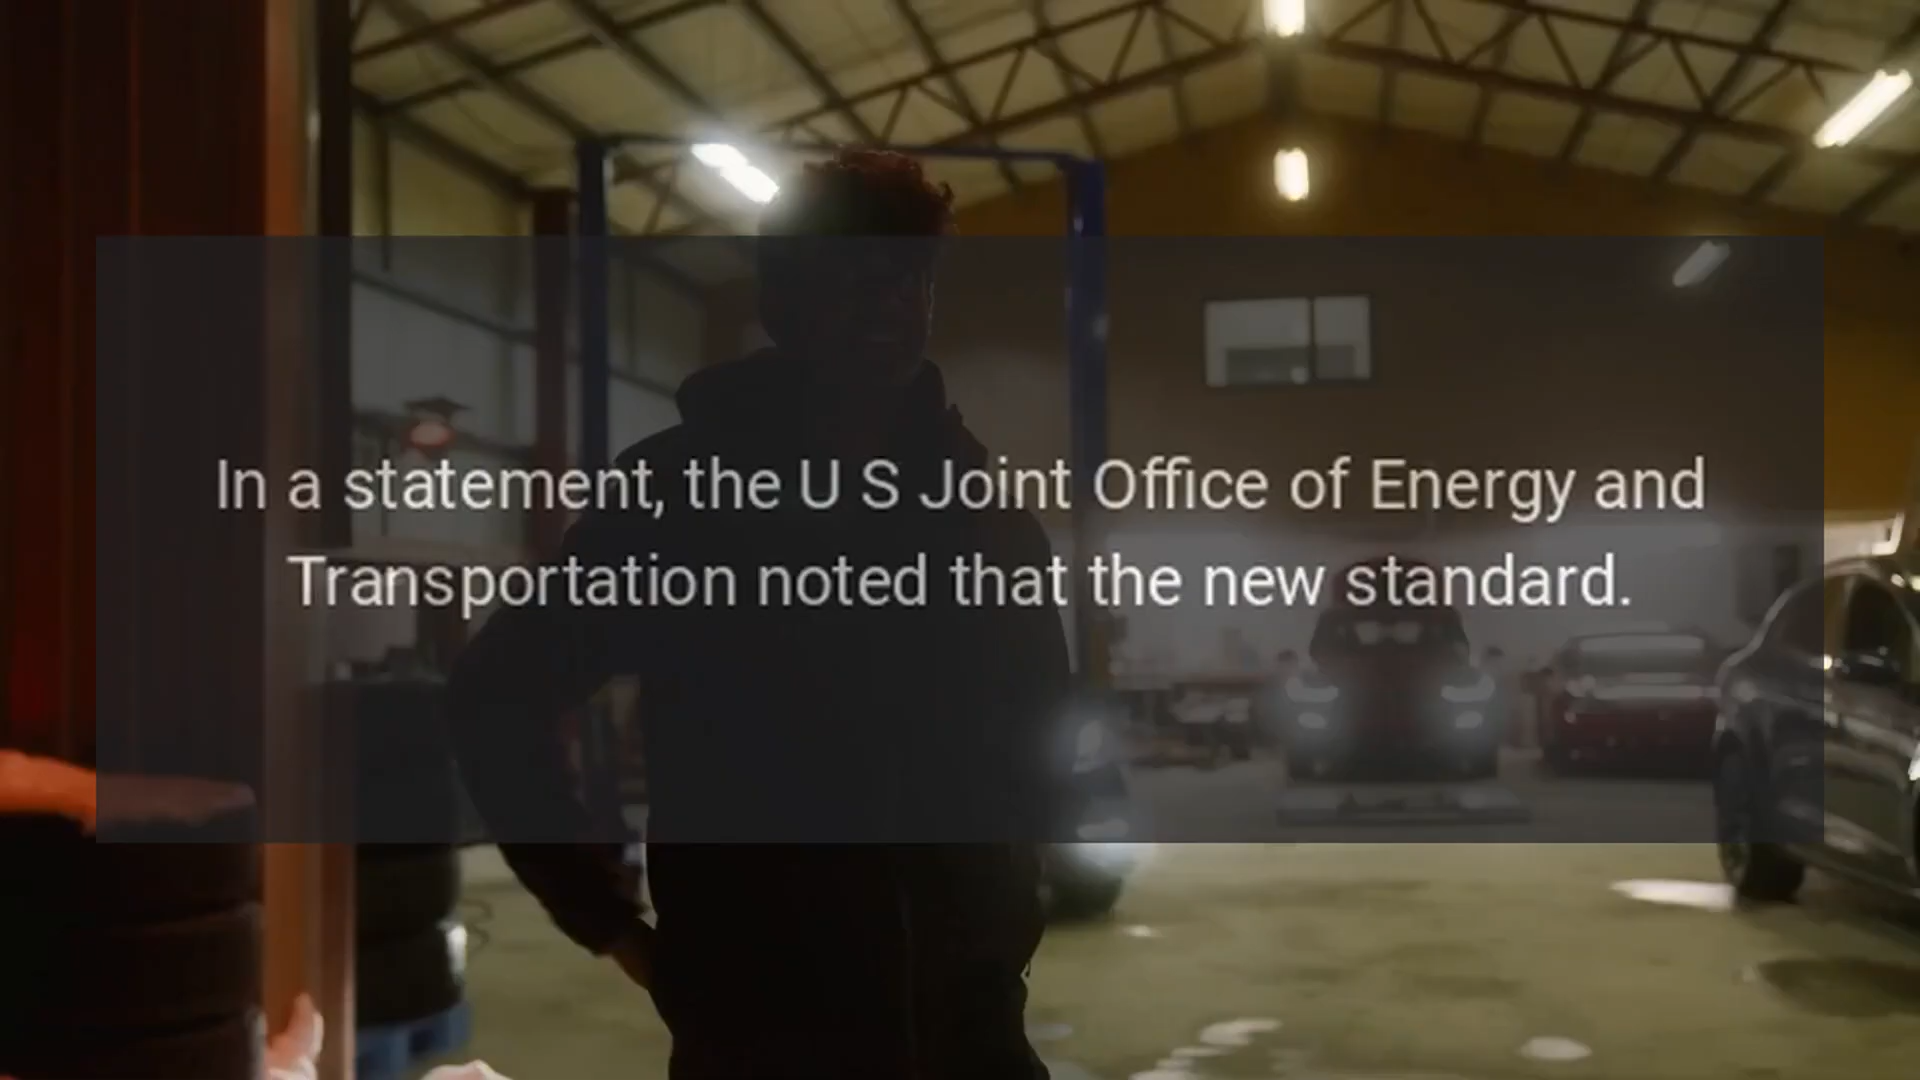 In a statement, the U S Joint Office of Energy and
Transportation noted that the new standard.